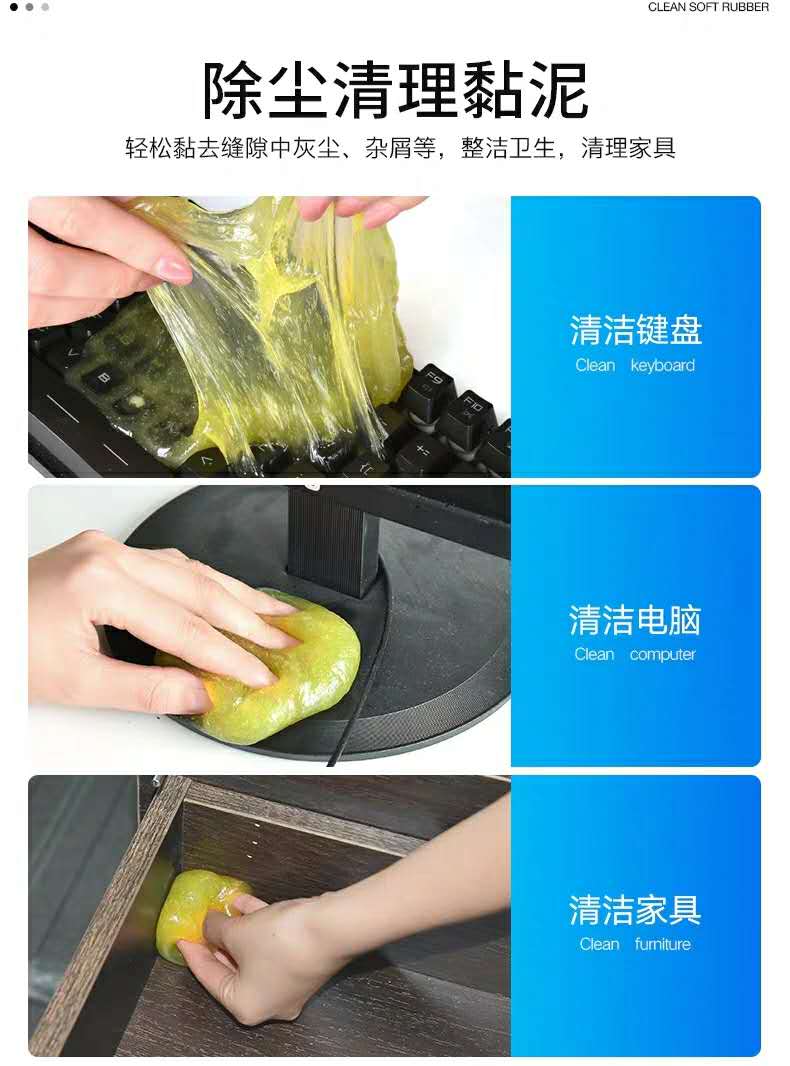 CLEAN SOFT RUBBER
除尘清理黏泥
轻松黏去缝隙中灰尘、杂屑等，整洁卫生，清理家具
清洁键盘
Clean keyboard
V
B
F9
F10
清洁电脑
Clean computer
清洁家具
Clean furniture